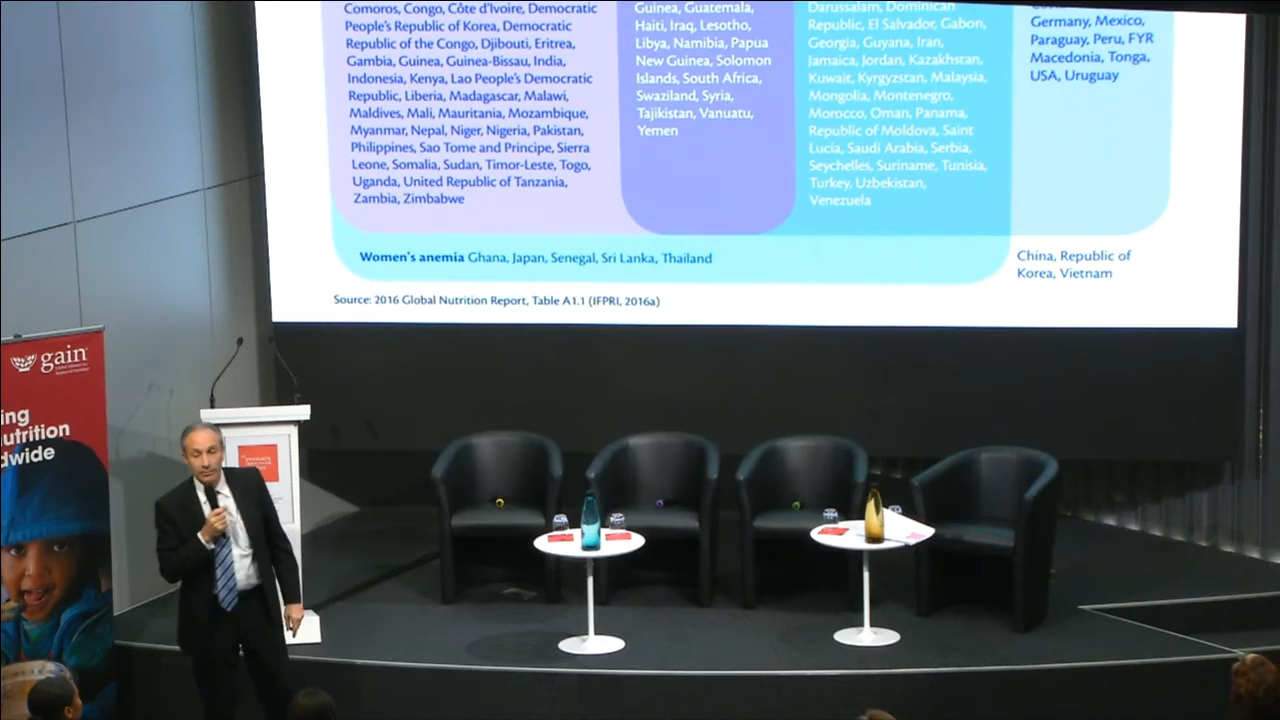 Comoros, Congo, Côte d'Ivoire, Democratic
People's Republic of Korea, Democratic
Republic of the Congo, Djibouti, Eritrea,
Gambia, Guinea, Guinea-Bissau, India,
Indonesia, Kenya, Lao People's Democratic
Republic, Liberia, Madagascar, Malawi,
Maldives, Mali, Mauritania, Mozambique,
Myanmar, Nepal, Niger, Nigeria, Pakistan,
Philippines, Sao Tome and Principe, Sierra
Leone, Somalia, Sudan, Timor-Leste, Togo,
Uganda, United Republic of Tanzania,
Zambia, Zimbabwe
Guinea, Guatemala,
Haiti, Iraq, Lesotho,
Libya, Namibia, Papua
New Guinea, Solomon
Islands, South Africa,
Swaziland, Syria,
Tajikistan, Vanuatu,
Yemen
Darussalam, Dominican
Republic, El Salvador, Gabon,
Georgia, Guyana, Iran,
Jamaica, Jordan, Kazakhstan,
Kuwait, Kyrgyzstan, Malaysia,
Mongolia, Montenegro,
Morocco, Oman, Panama,
Republic of Moldova, Saint
Lucia, Saudi Arabia, Serbia,
Seychelles, Suriname, Tunisia,
Turkey, Uzbekistan,
Venezuela
Germany, Mexico,
Paraguay, Peru, FYR
Macedonia, Tonga,
USA, Uruguay
Women's anemia Ghana, Japan, Senegal, Sri Lanka, Thailand
China, Republic of
Korea, Vietnam
Source: 2016 Global Nutrition Report, Table A1.1 (IFPRI, 2016a)
gain
ing
utrition
dwide